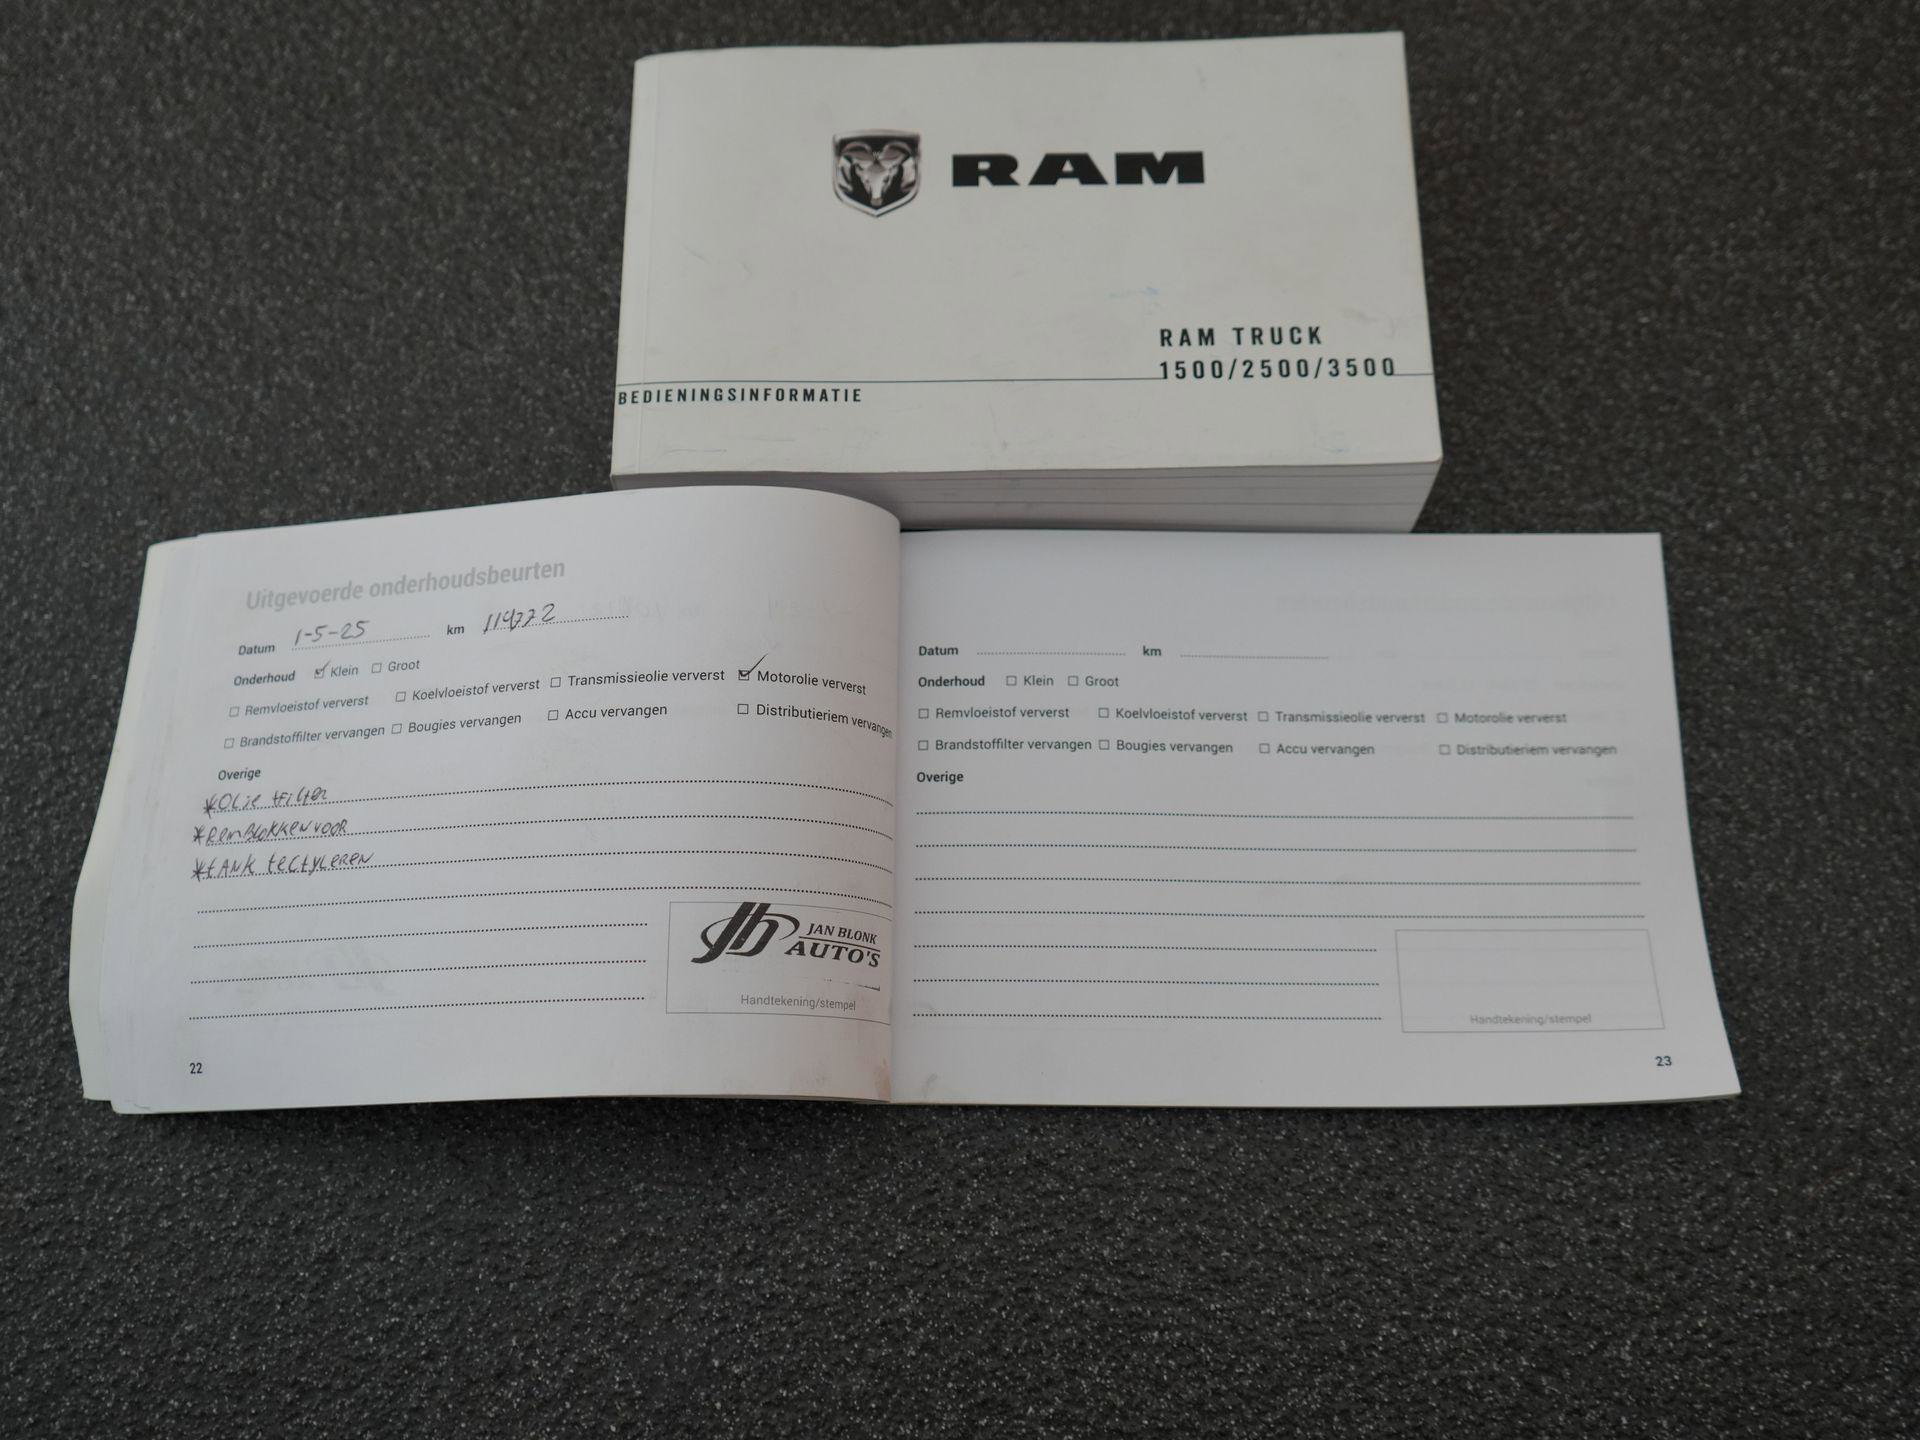 RAM
RAM TRUCK
1500/2500/3500
BEDIENINGSINFORMATIE
Uitgevoerde onderhoudsbeurten
Datum 1-5-25 km
Onderhoud ☑ Klein ☐ Groot
☐ Remvloeistof ververst ☐ Koelvloeistof ververst ☐ Transmissieolie ververst ☑ Motorolie ververst
☐ Brandstoffilter vervangen ☐ Bougies vervangen ☐ Accu vervangen ☐ Distributieriem vervangen
Overige
*OLie filter
*RemBlokken voor
*tANK tectyleren
JAN BLONK
AUTO'S
Handtekening/stempel
22
Datum km
Onderhoud ☐ Klein ☐ Groot
☐ Remvloeistof ververst ☐ Koelvloeistof ververst ☐ Transmissieolie ververst ☐ Motorolie ververst
☐ Brandstoffilter vervangen ☐ Bougies vervangen ☐ Accu vervangen ☐ Distributieriem vervangen
Overige
Handtekening/stempel
23